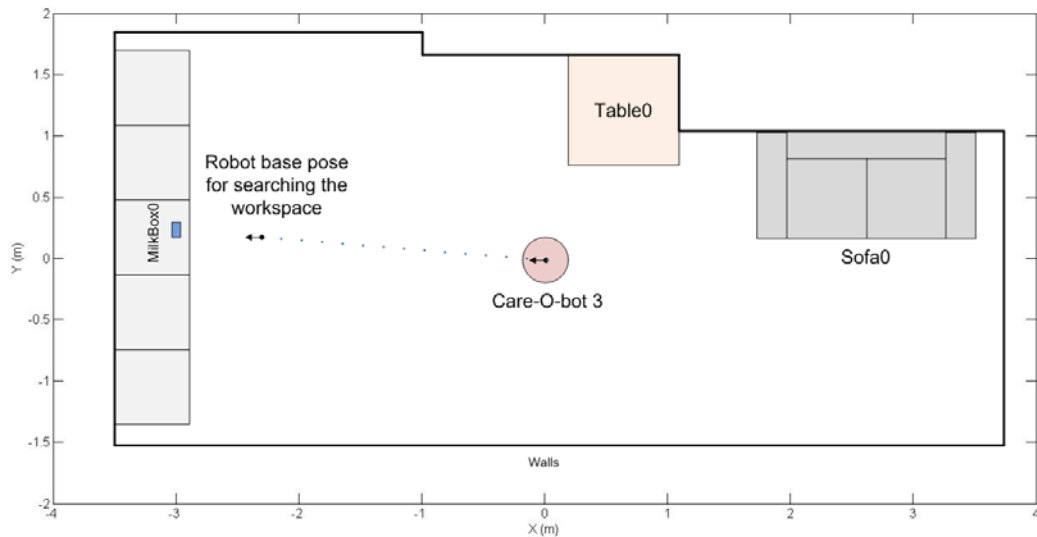 2
1.5
1
0.5
0
-0.5
-1
-1.5
-2
Y (m)
Table0
Robot base pose
for searching the
workspace
MilkBox0
Sofa0
Care-O-bot 3
Walls
-4
-3
-2
-1
0
1
2
3
4
X (m)